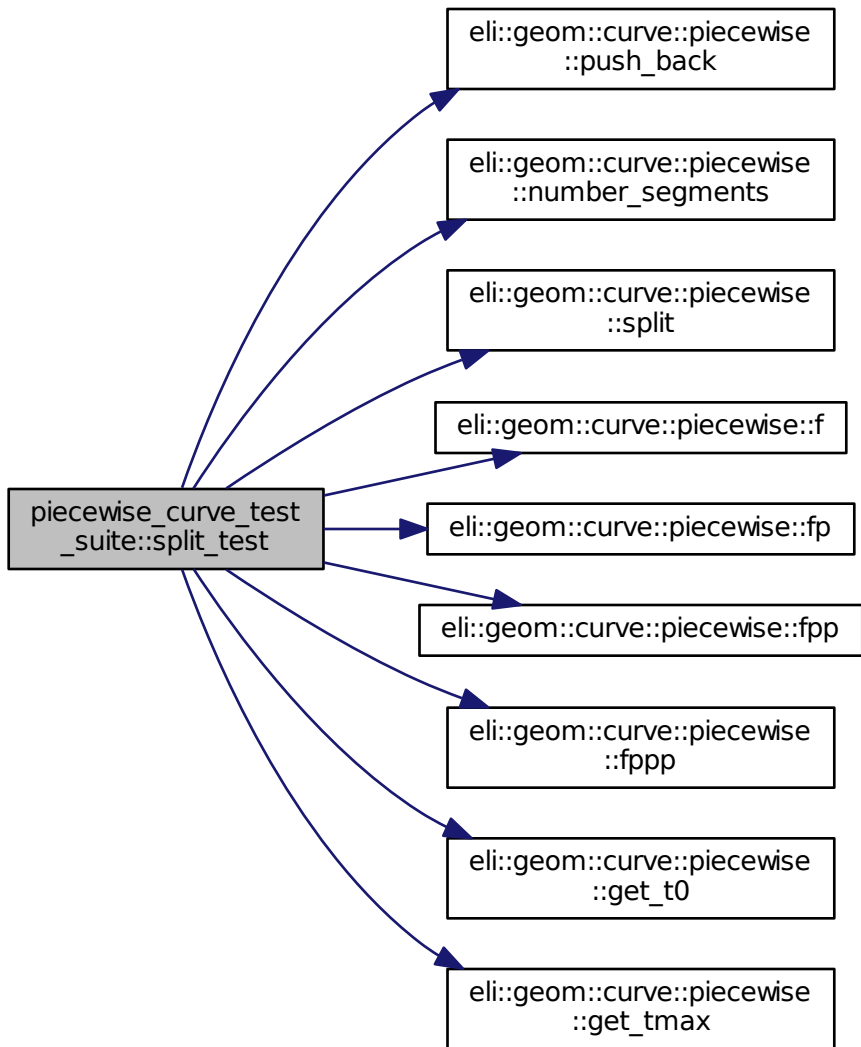 eli::geom::curve::piecewise
::push_back
eli::geom::curve::piecewise
::number_segments
eli::geom::curve::piecewise
::split
eli::geom::curve::piecewise::f
piecewise_curve_test
_suite::split_test
eli::geom::curve::piecewise::fp
eli::geom::curve::piecewise::fpp
eli::geom::curve::piecewise
::fppp
eli::geom::curve::piecewise
::get_t0
eli::geom::curve::piecewise
::get_tmax